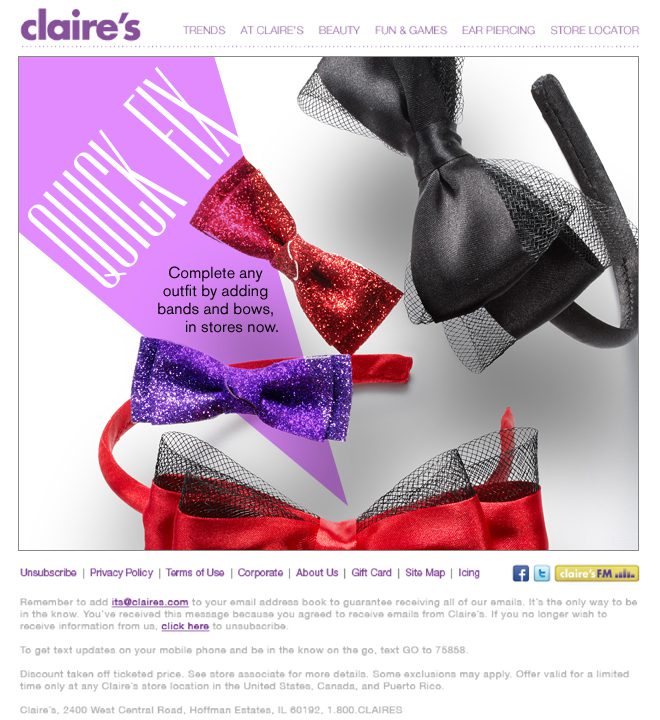 claire's
TRENDS AT CLAIRE'S BEAUTY FUN & GAMES EAR PIERCING STORE LOCATOR
QUICK FIX
Complete any
outfit by adding
bands and bows,
in stores now.
Unsubscribe | Privacy Policy | Terms of Use | Corporate | About Us | Gift Card | Site Map | Icing
f t claire'sFM
Remember to add its@claires.com to your email address book to guarantee receiving all of our emails. It's the only way to be
in the know. You've received this message because you agreed to receive emails from Claire's. If you no longer wish to
receive information from us, click here to unsubscribe.
To get text updates on your mobile phone and be in the know on the go, text GO to 75858.
Discount taken off ticketed price. See store associate for more details. Some exclusions may apply. Offer valid for a limited
time only at any Claire's store location in the United States, Canada, and Puerto Rico.
Claire's, 2400 West Central Road, Hoffman Estates, IL 60192, 1.800.CLAIRES